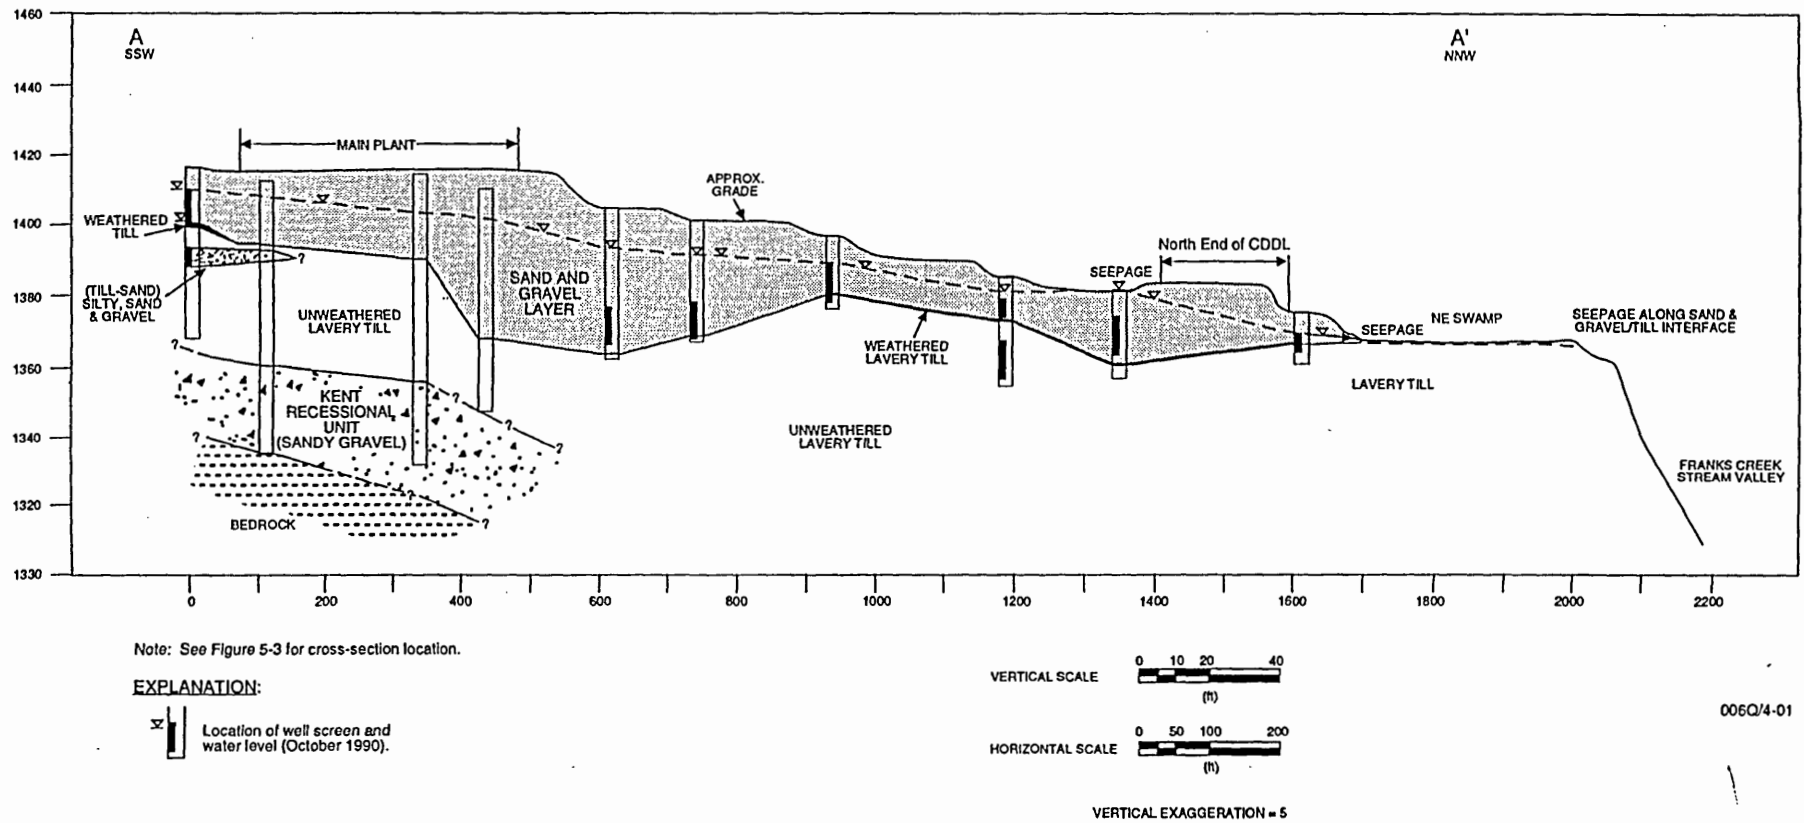 1460
1440
1420
1400
1380
1360
1340
1320
1330
A
SSW
A'
NNW
MAIN PLANT
APPROX.
GRADE
WEATHERED
TILL
(TILL-SAND)
SILTY, SAND
& GRAVEL
?
UNWEATHERED
LAVERY TILL
SAND AND
GRAVEL
LAYER
WEATHERED
LAVERY TILL
North End of CDDL
SEEPAGE
SEEPAGE
NE SWAMP
SEEPAGE ALONG SAND &
GRAVEL/TILL INTERFACE
LAVERY TILL
UNWEATHERED
LAVERY TILL
FRANKS CREEK
STREAM VALLEY
?
?
?
?
KENT
RECESSIONAL
UNIT
(SANDY GRAVEL)
?
?
?
BEDROCK
0
200
400
600
800
1000
1200
1400
1600
1800
2000
2200
Note: See Figure 5-3 for cross-section location.
EXPLANATION:
Location of well screen and
water level (October 1990).
VERTICAL SCALE
0 10 20 40
(ft)
HORIZONTAL SCALE
0 50 100 200
(ft)
VERTICAL EXAGGERATION = 5
006Q/4-01